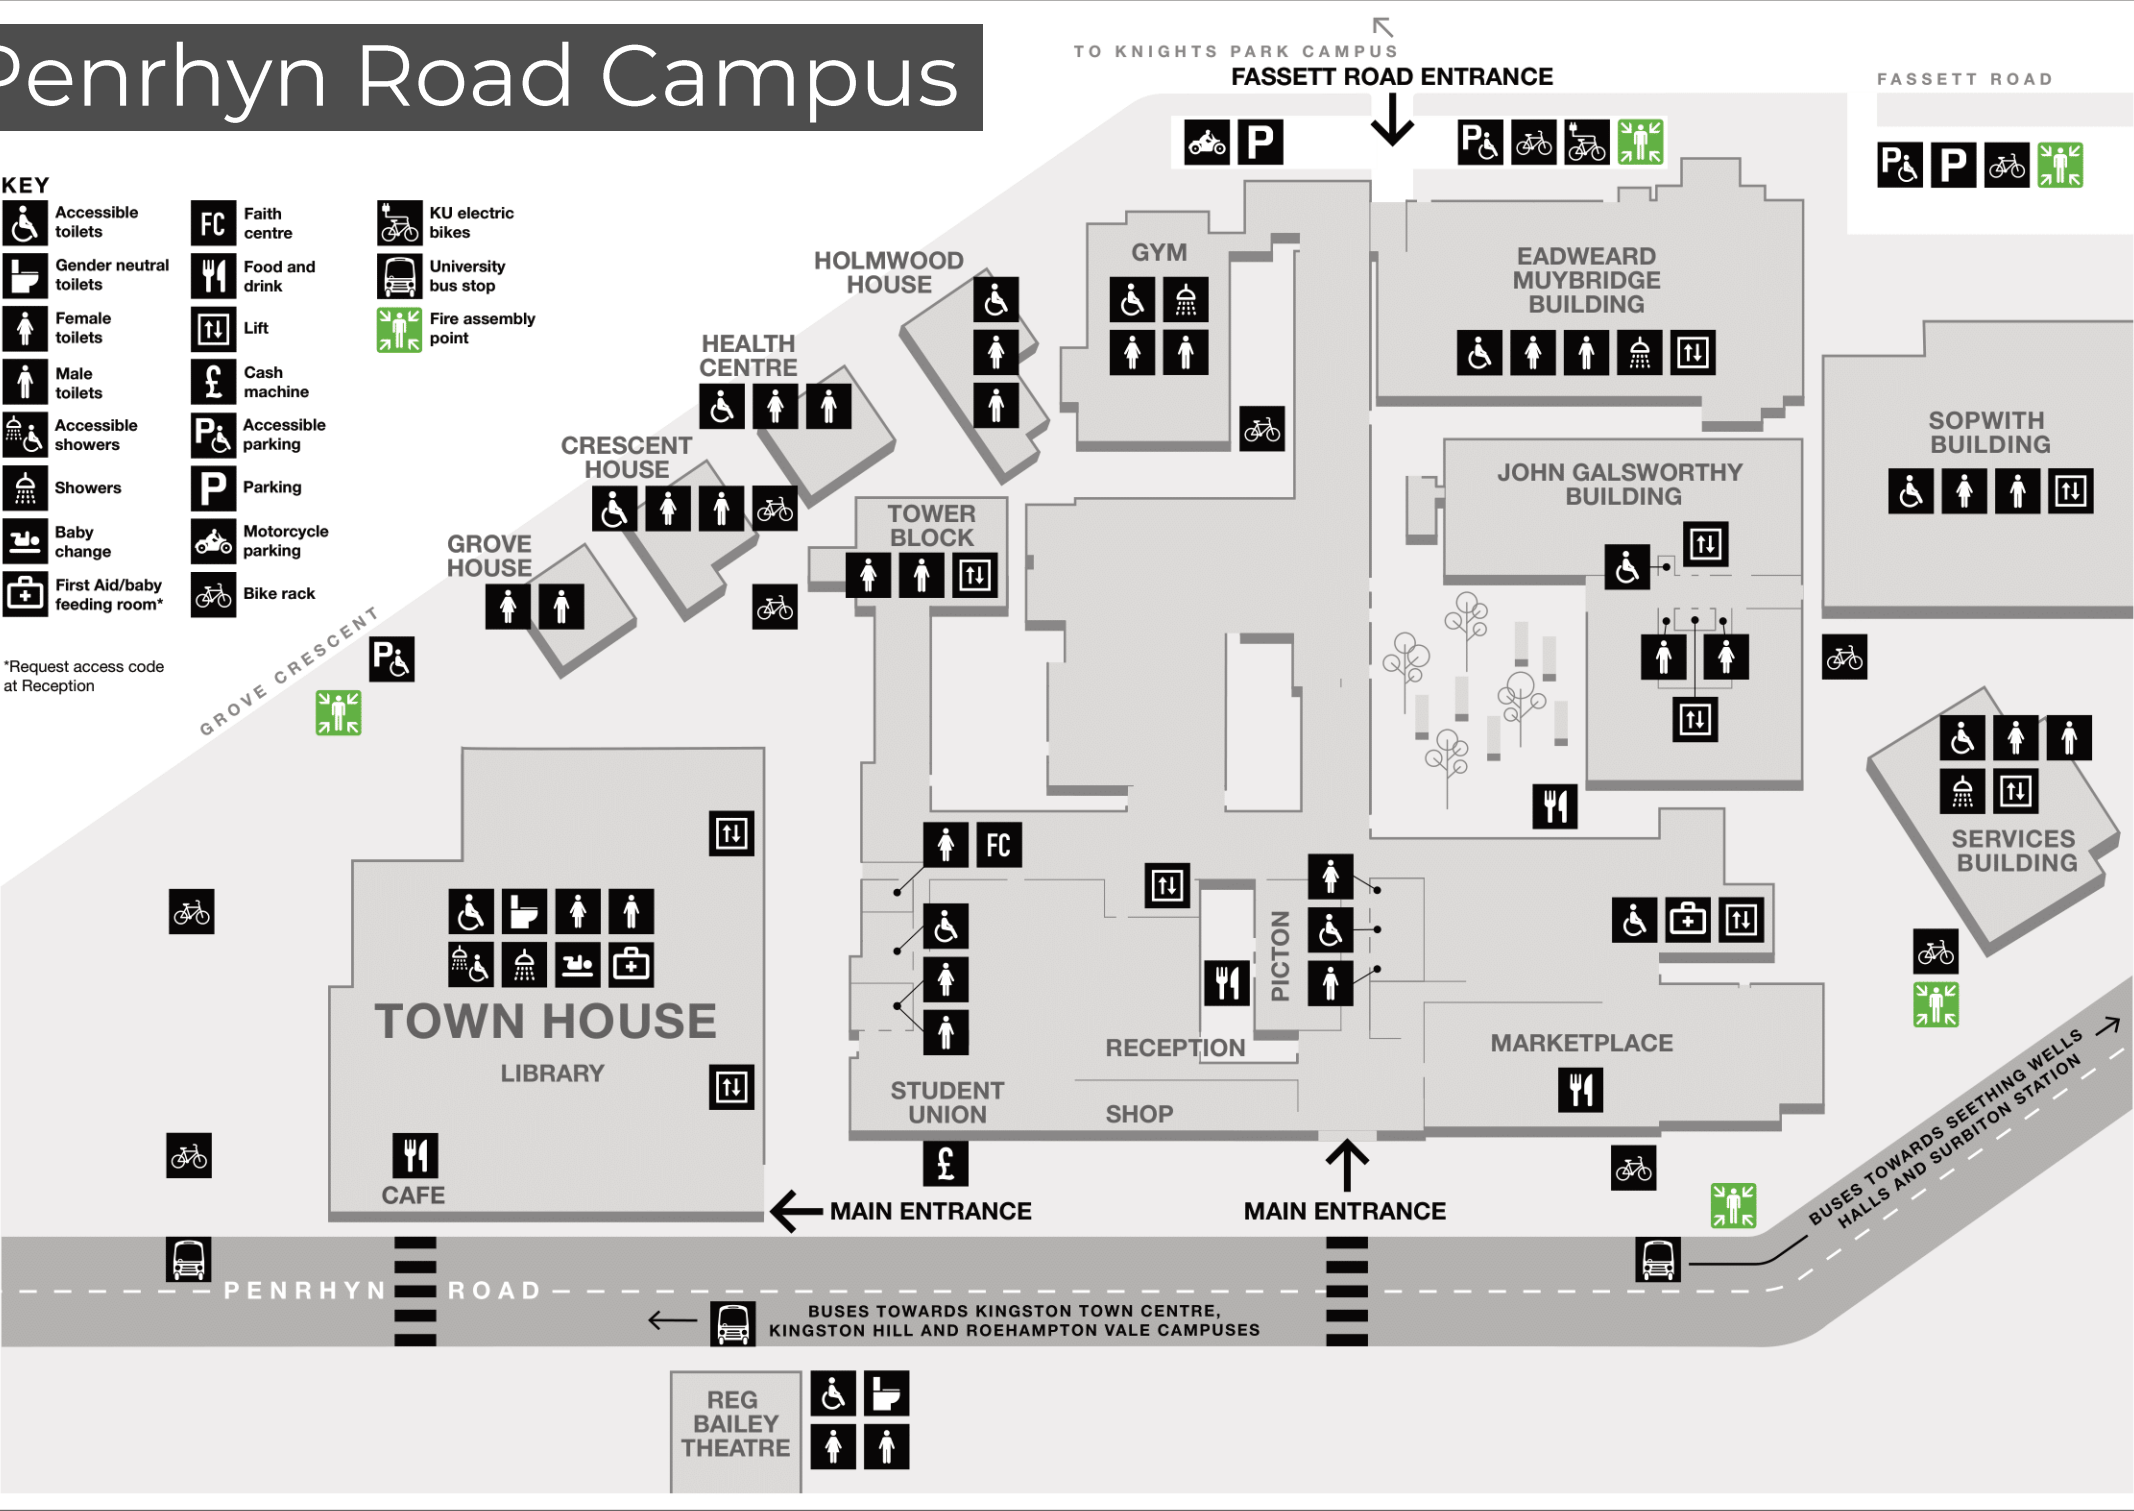 Penrhyn Road Campus
TO KNIGHTS PARK CAMPUS
FASSETT ROAD ENTRANCE
FASSETT ROAD
P
P
P
KEY
Accessible
toilets
Gender neutral
toilets
Female
toilets
Male
toilets
Accessible
showers
Showers
Baby
change
First Aid/baby
feeding room*
FC
Faith
centre
Food and
drink
Lift
£
Cash
machine
P
Accessible
parking
P
Parking
Motorcycle
parking
Bike rack
KU electric
bikes
University
bus stop
Fire assembly
point
*Request access code
at Reception
GROVE CRESCENT
P
HOLMWOOD
HOUSE
GYM
EADWEARD
MUYBRIDGE
BUILDING
HEALTH
CENTRE
CRESCENT
HOUSE
GROVE
HOUSE
TOWER
BLOCK
JOHN GALSWORTHY
BUILDING
SOPWITH
BUILDING
SERVICES
BUILDING
FC
PICTON
TOWN HOUSE
LIBRARY
CAFE
RECEPTION
STUDENT
UNION
SHOP
MARKETPLACE
£
MAIN ENTRANCE
MAIN ENTRANCE
BUSES TOWARDS SEETHING WELLS
HALLS AND SURBITON STATION
PENRHYN ROAD
BUSES TOWARDS KINGSTON TOWN CENTRE,
KINGSTON HILL AND ROEHAMPTON VALE CAMPUSES
REG
BAILEY
THEATRE